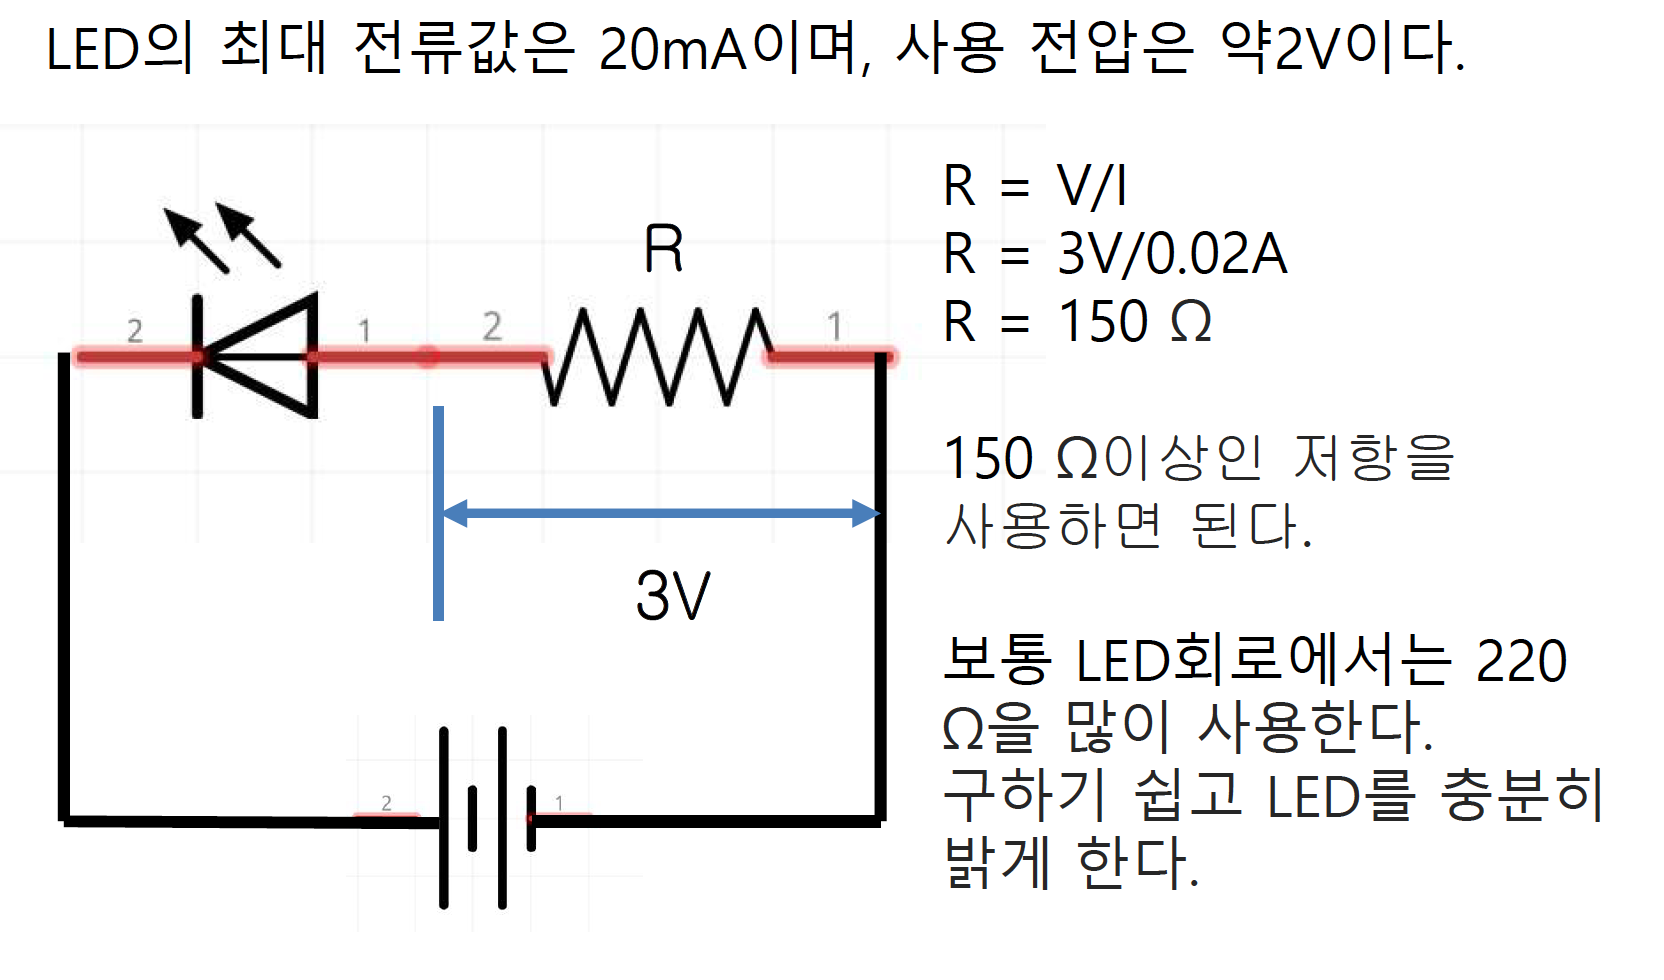 LED의 최대 전류값은 20mA이며, 사용 전압은 약2V이다.
R = V/I
R = 3V/0.02A
R = 150 Ω
R
2
1
2
1
150 Ω이상인 저항을
사용하면 된다.
3V
보통 LED회로에서는 220
Ω을 많이 사용한다.
구하기 쉽고 LED를 충분히
밝게 한다.
2
1